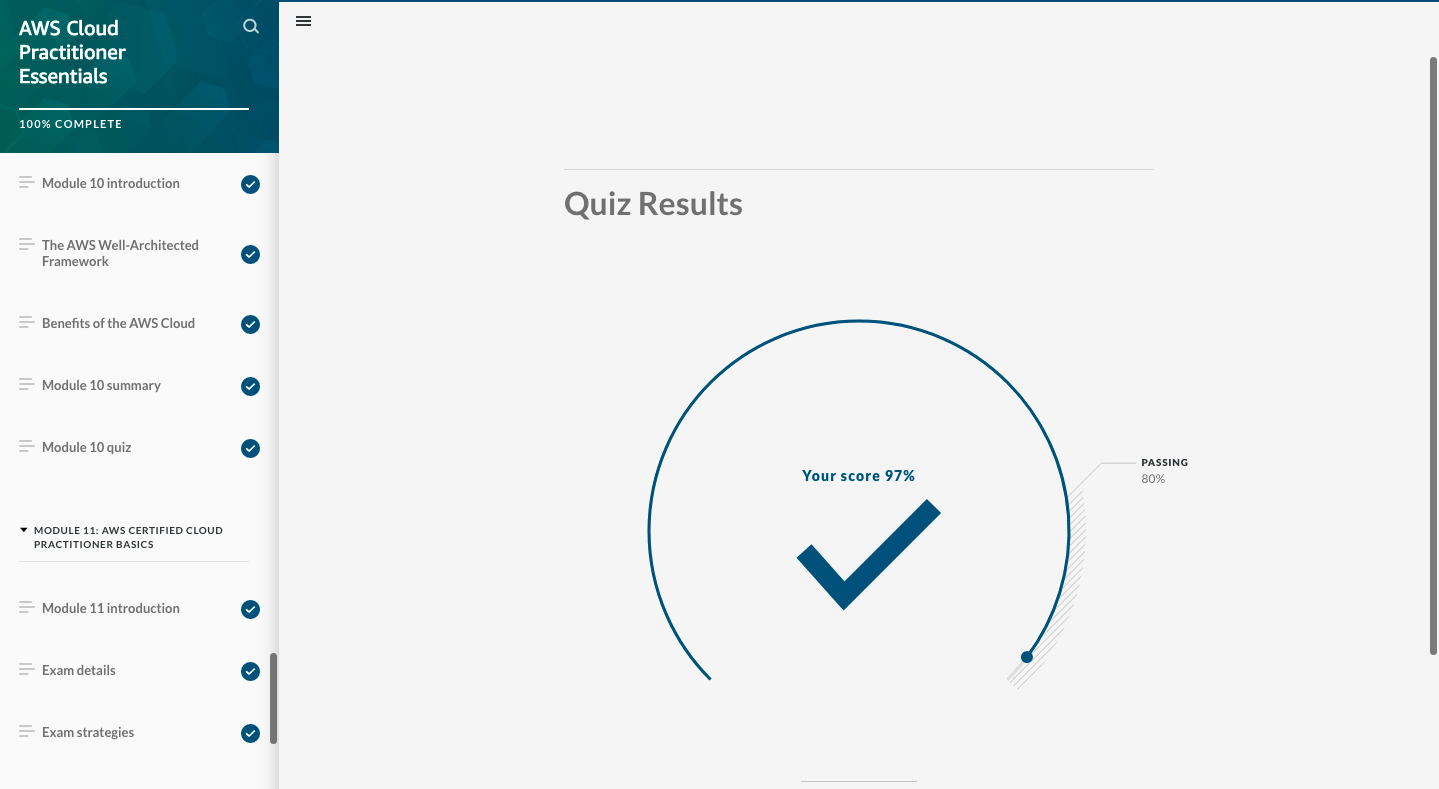 AWS Cloud
Practitioner
Essentials
100% COMPLETE
Module 10 introduction
The AWS Well-Architected
Framework
Benefits of the AWS Cloud
Module 10 summary
Module 10 quiz
MODULE 11: AWS CERTIFIED CLOUD
PRACTITIONER BASICS
Module 11 introduction
Exam details
Exam strategies
Quiz Results
Your score 97%
PASSING
80%